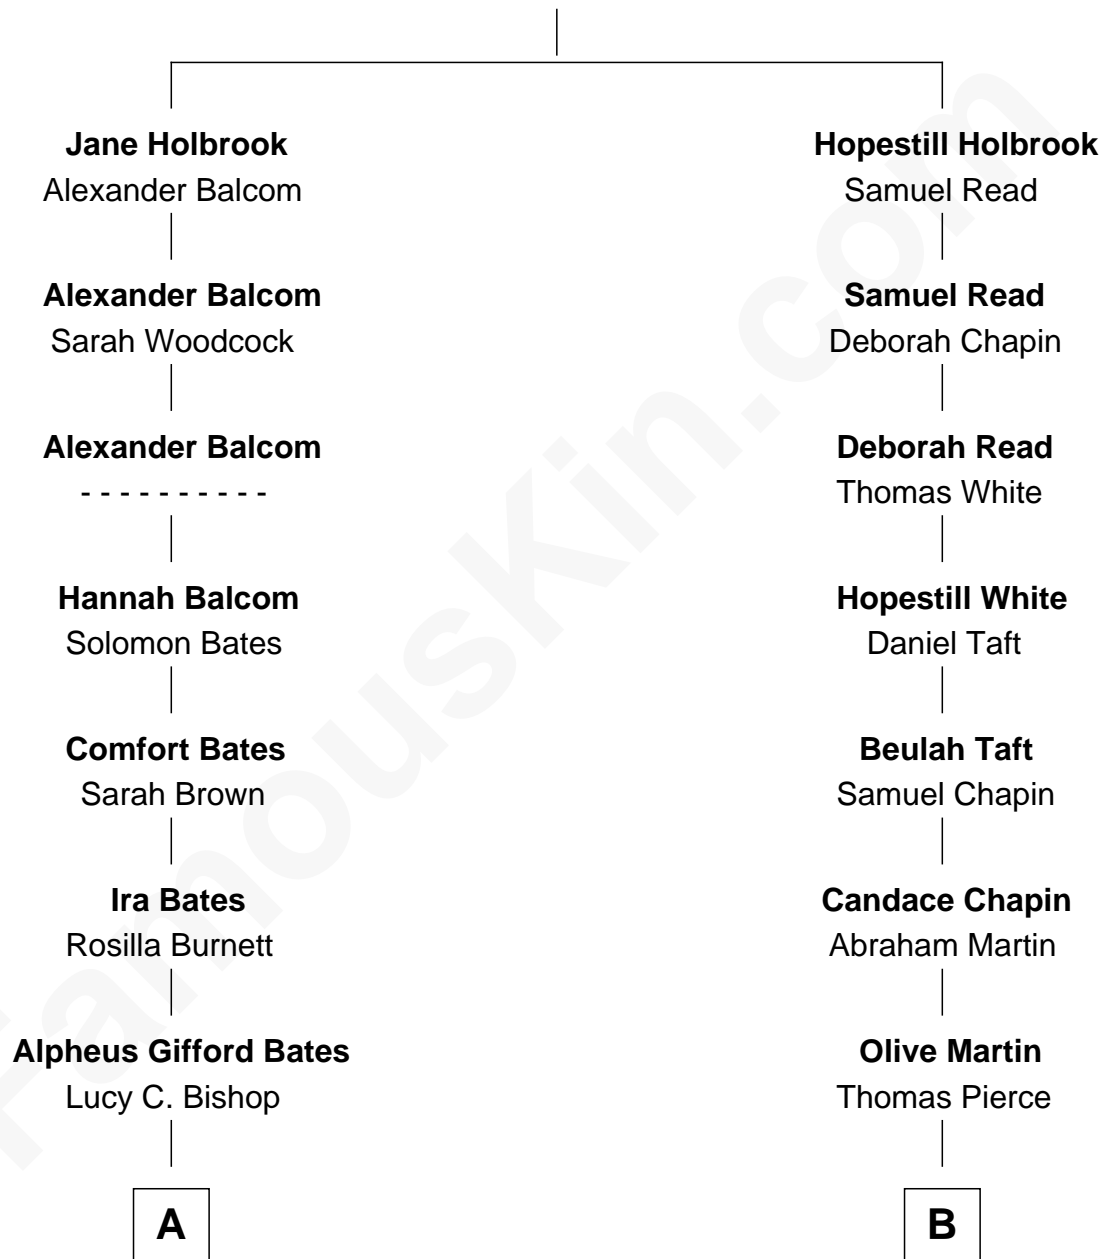 Jane Holbrook
Alexander Balcom
Hopestill Holbrook
Samuel Read
Alexander Balcom
Sarah Woodcock
Samuel Read
Deborah Chapin
Alexander Balcom
- - - - - - - - - -
Deborah Read
Thomas White
Hannah Balcom
Solomon Bates
Hopestill White
Daniel Taft
Comfort Bates
Sarah Brown
Beulah Taft
Samuel Chapin
Ira Bates
Rosilla Burnett
Candace Chapin
Abraham Martin
Alpheus Gifford Bates
Lucy C. Bishop
Olive Martin
Thomas Pierce
A
B
FamousKin.com